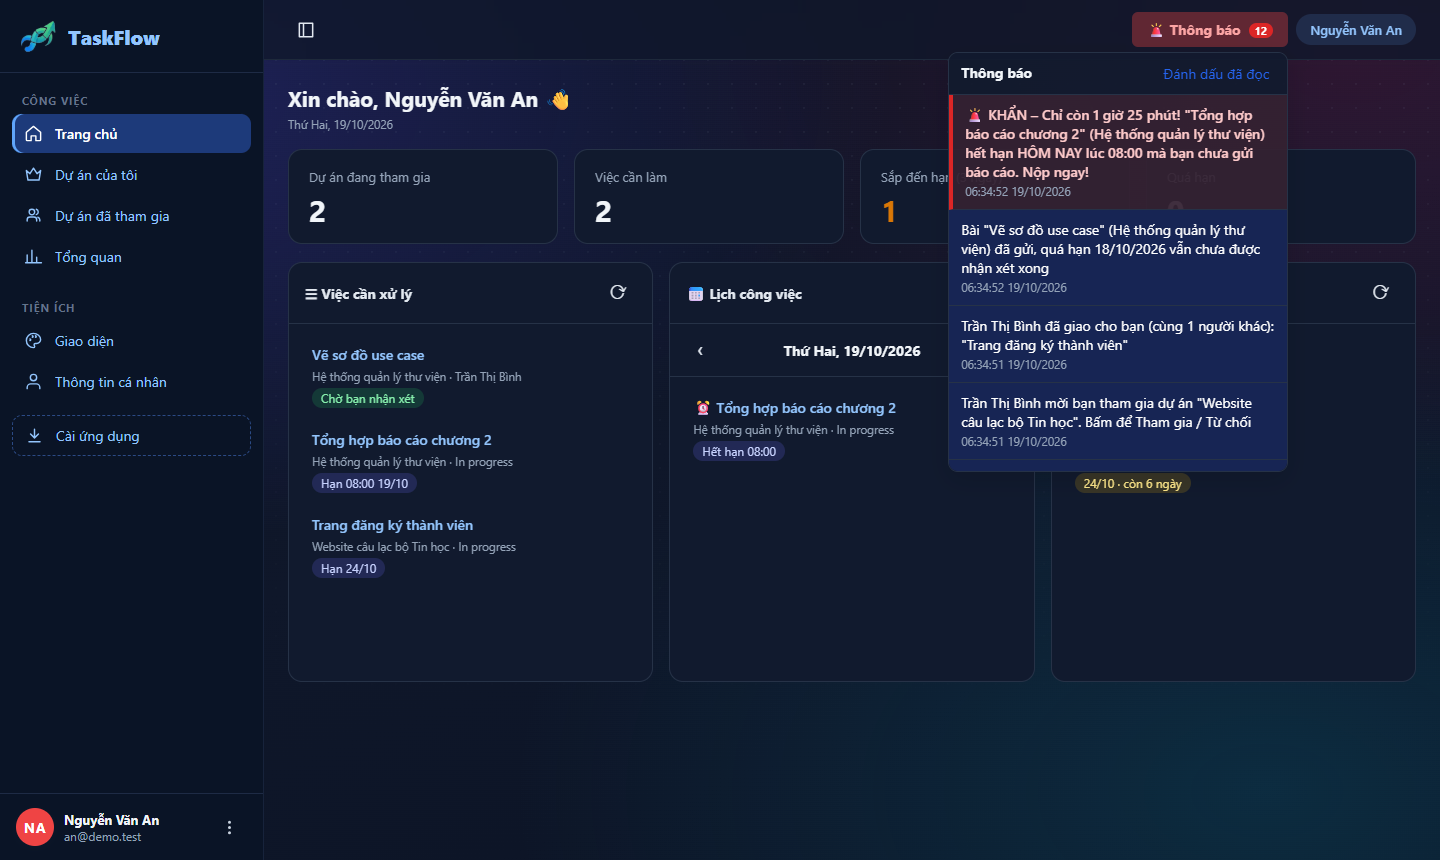 TaskFlow
CÔNG VIỆC
Trang chủ
Dự án của tôi
Dự án đã tham gia
Tổng quan
TIỆN ÍCH
Giao diện
Thông tin cá nhân
Cài ứng dụng
NA
Nguyễn Văn An
an@demo.test
🚨 Thông báo 12
Nguyễn Văn An
Xin chào, Nguyễn Văn An 👋
Thứ Hai, 19/10/2026
Dự án đang tham gia
2
Việc cần làm
2
Sắp đến hạn
1
Quá hạn
0
☰ Việc cần xử lý
Vẽ sơ đồ use case
Hệ thống quản lý thư viện · Trần Thị Bình
Chờ bạn nhận xét
Tổng hợp báo cáo chương 2
Hệ thống quản lý thư viện · In progress
Hạn 08:00 19/10
Trang đăng ký thành viên
Website câu lạc bộ Tin học · In progress
Hạn 24/10
Lịch công việc
‹
Thứ Hai, 19/10/2026
⏰ Tổng hợp báo cáo chương 2
Hệ thống quản lý thư viện · In progress
Hết hạn 08:00
24/10 · còn 6 ngày
Thông báo
Đánh dấu đã đọc
🚨 KHẨN – Chỉ còn 1 giờ 25 phút! "Tổng hợp
báo cáo chương 2" (Hệ thống quản lý thư viện)
hết hạn HÔM NAY lúc 08:00 mà bạn chưa gửi
báo cáo. Nộp ngay!
06:34:52 19/10/2026
Bài "Vẽ sơ đồ use case" (Hệ thống quản lý thư
viện) đã gửi, quá hạn 18/10/2026 vẫn chưa được
nhận xét xong
06:34:52 19/10/2026
Trần Thị Bình đã giao cho bạn (cùng 1 người khác):
"Trang đăng ký thành viên"
06:34:51 19/10/2026
Trần Thị Bình mời bạn tham gia dự án "Website
câu lạc bộ Tin học". Bấm để Tham gia / Từ chối
06:34:51 19/10/2026